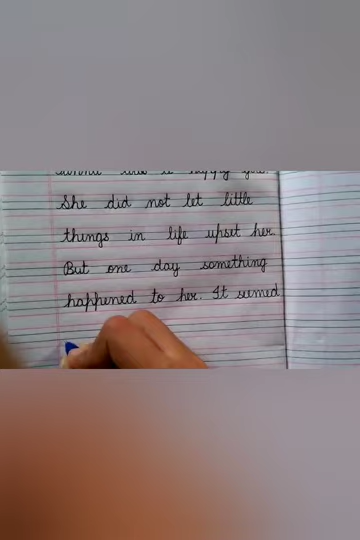 She did not let little
things in life upset her.
But one day something
happened to her. It seemed